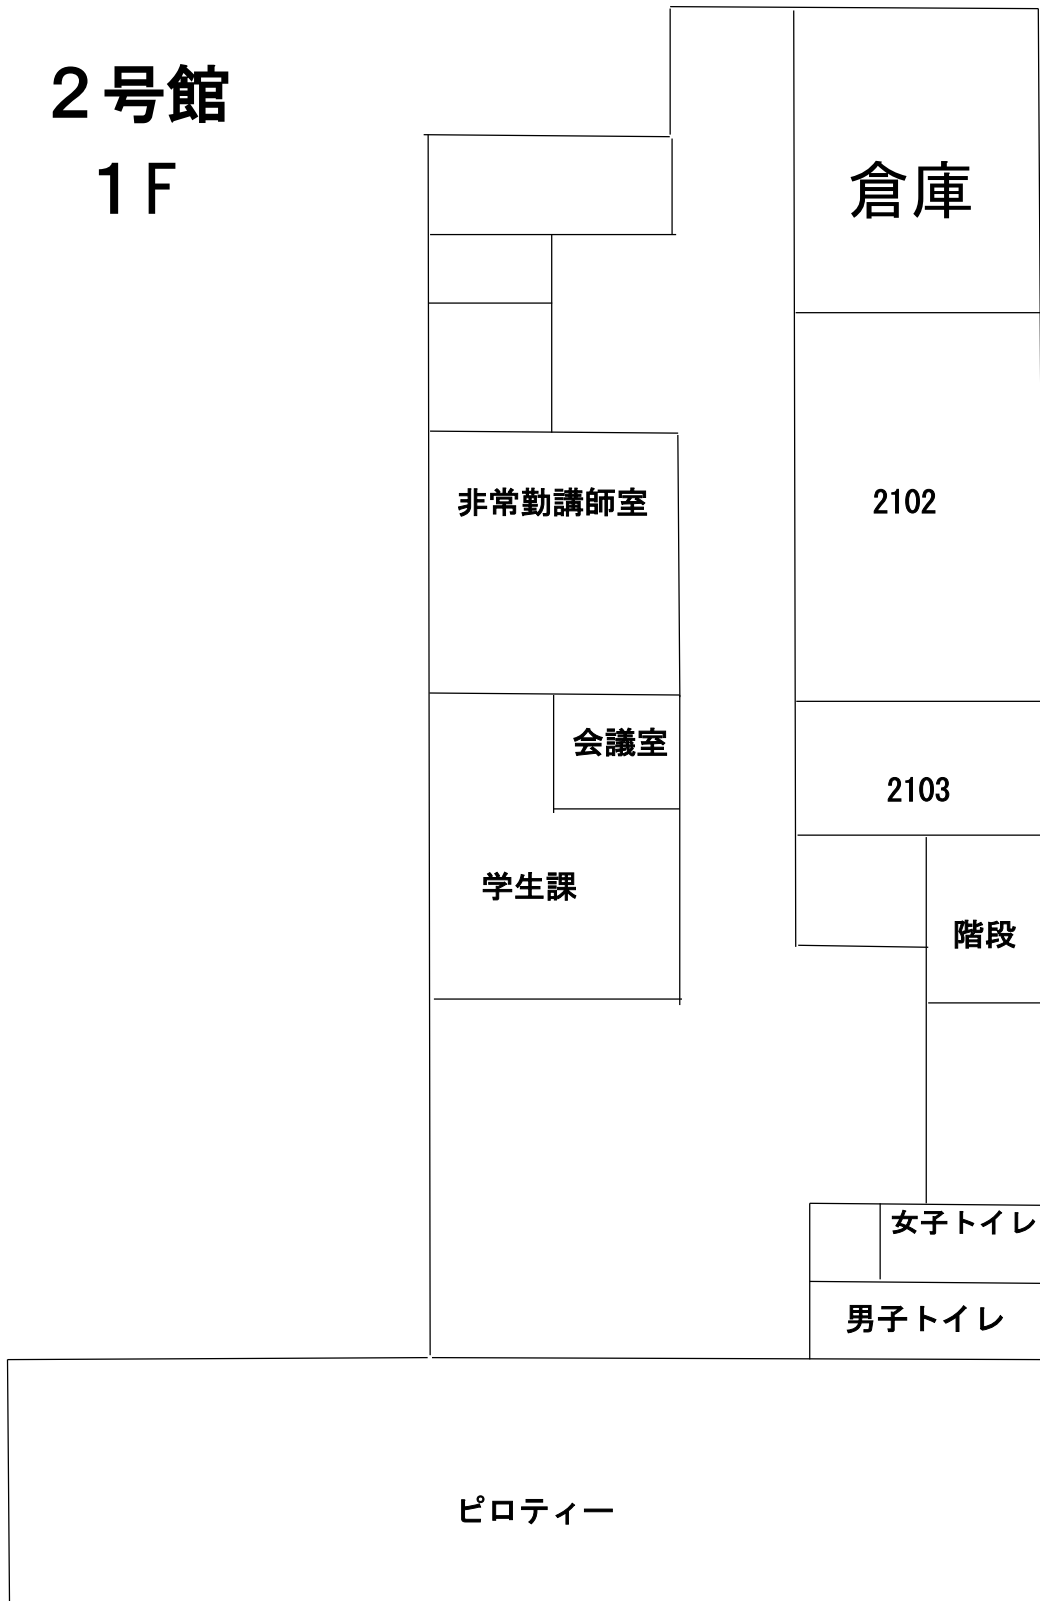 ２号館
１F
倉庫
非常勤講師室
2102
会議室
2103
学生課
階段
女子トイレ
男子トイレ
ピロティー